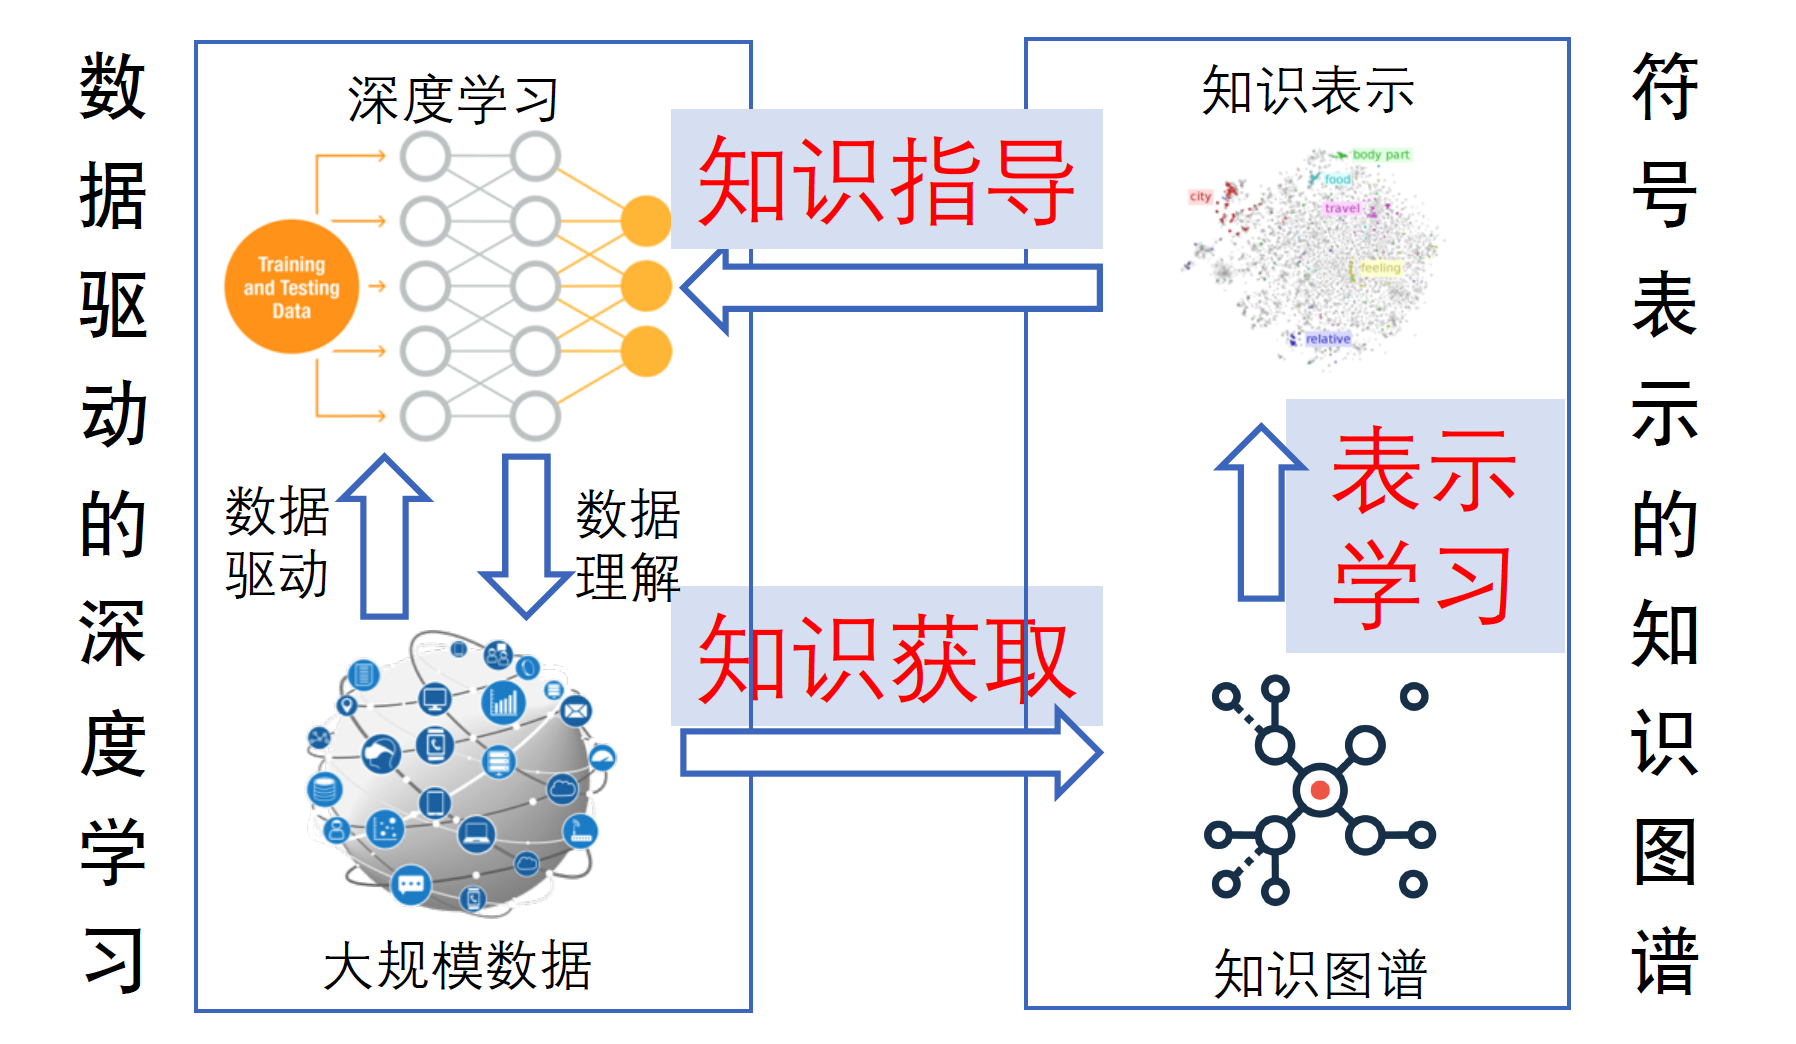 数据驱动的深度学习
深度学习
Training
and Testing
Data
数据
驱动
数据
理解
大规模数据
知识指导
知识获取
知识表示
body part
food
city
travel
feeling
relative
表示
学习
知识图谱
符号表示的知识图谱